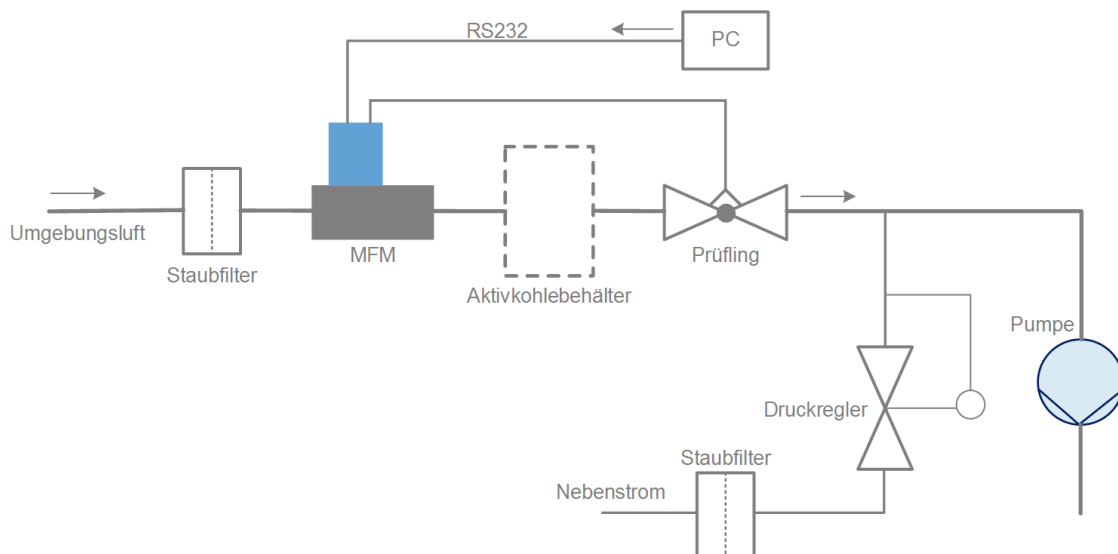 RS232
PC
Umgebungsluft
Staubfilter
MFM
Aktivkohlebehälter
Prüfling
Pumpe
Druckregler
Staubfilter
Nebenstrom